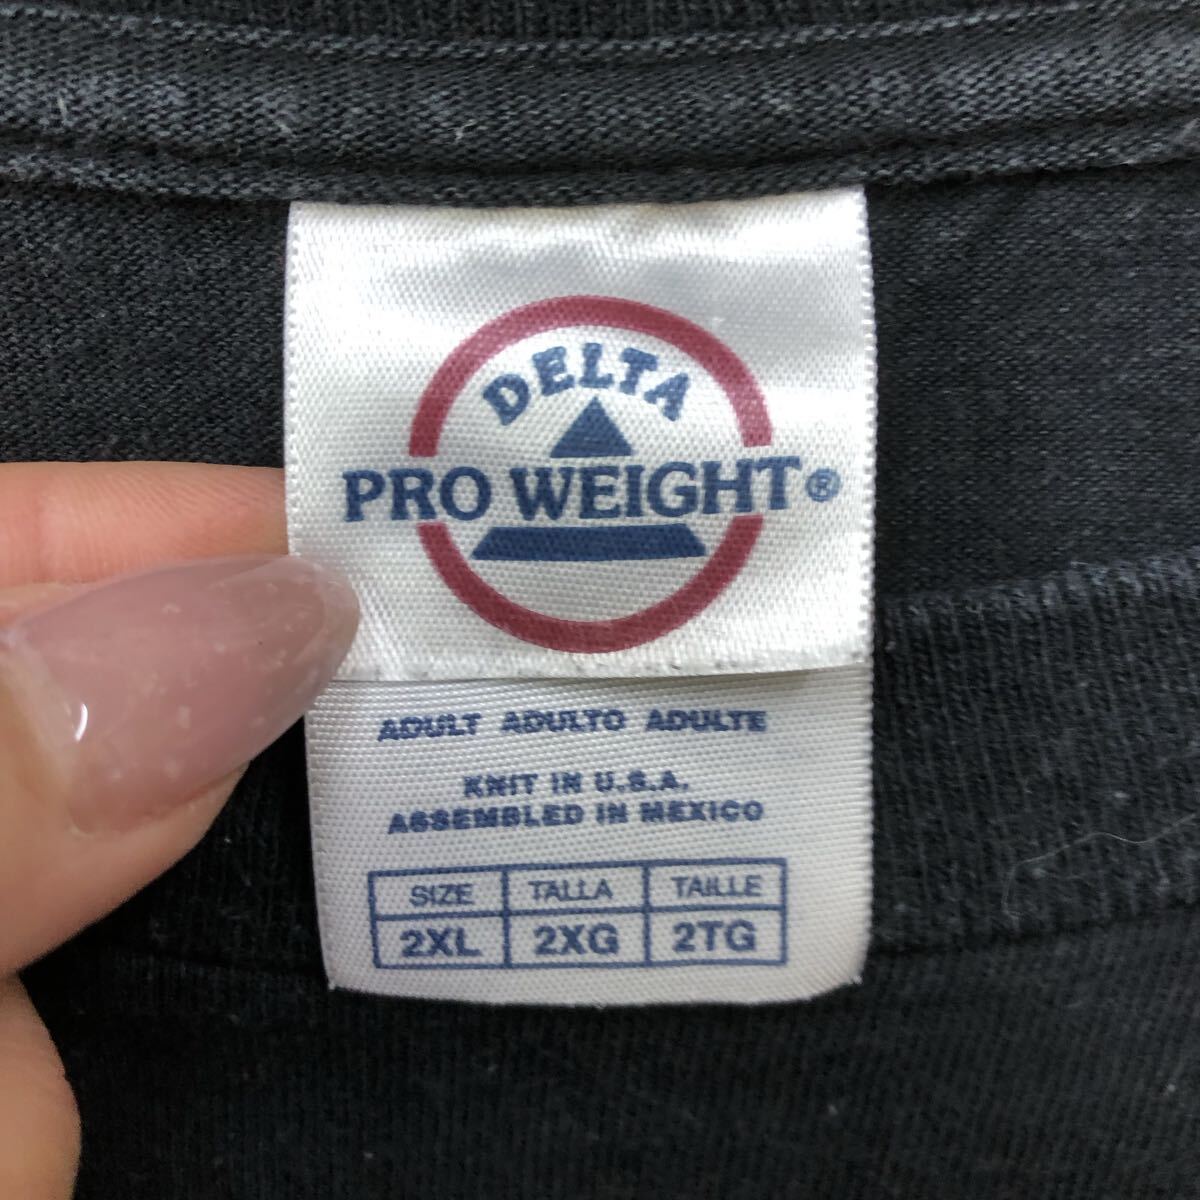 DELTA
PRO WEIGHT®
ADULT ADULTO ADULTE
KNIT IN U.S.A.
ASSEMBLED IN MEXICO
SIZE TALLA TAILLE
2XL 2XG 2TG